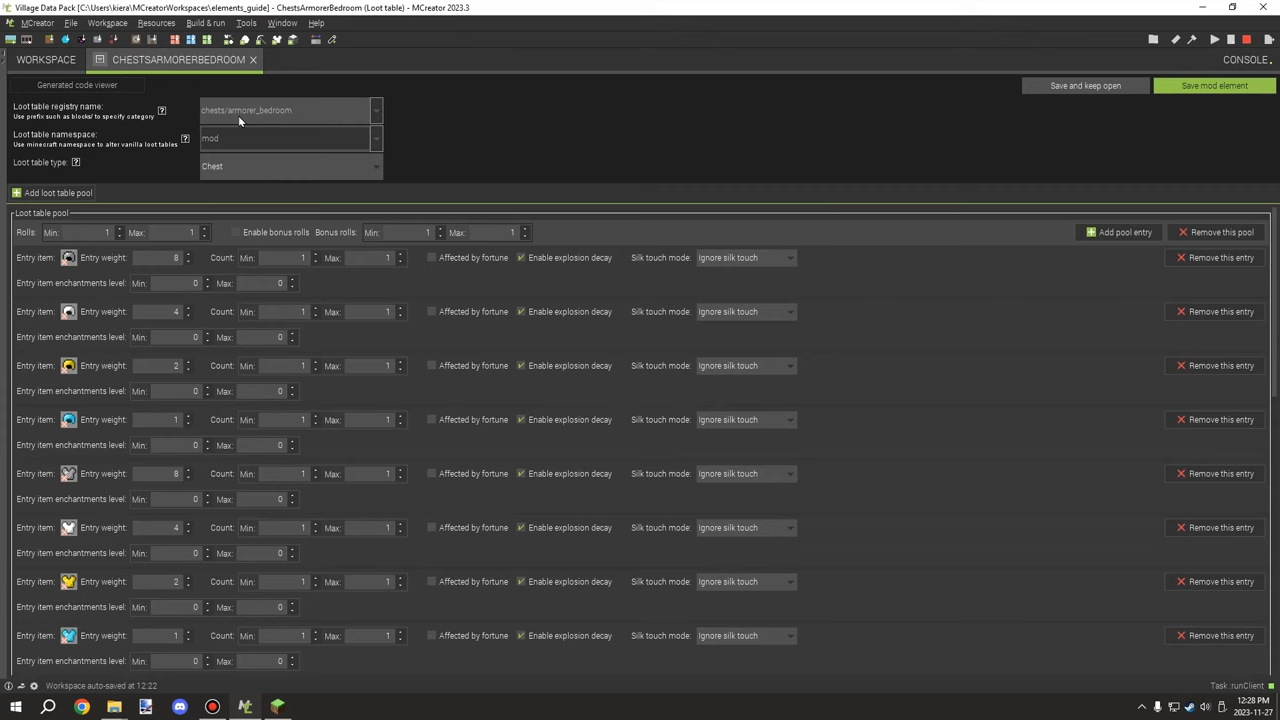 Village Data Pack [C:\Users\kiera\MCreatorWorkspaces\elements_guide] - ChestsArmorerBedroom (Loot table) - MCreator 2023.3
MCreator File Workspace Resources Build & run Tools Window Help
WORKSPACE CHESTSARMORERBEDROOM CONSOLE
Generated code viewer Save and keep open Save mod element
Loot table registry name: chests/armorer_bedroom
Use prefix such as blocks/ to specify category
Loot table namespace: mod
Use minecraft namespace to alter vanilla loot tables
Loot table type: Chest
Add loot table pool
Loot table pool
Rolls: Min: 1 Max: 1 Enable bonus rolls Bonus rolls: Min: 1 Max: 1 Add pool entry Remove this pool
Entry item: Entry weight: 8 Count: Min: 1 Max: 1 Affected by fortune Enable explosion decay Silk touch mode: Ignore silk touch Remove this entry
Entry item enchantments level: Min: 0 Max: 0
Entry item: Entry weight: 4 Count: Min: 1 Max: 1 Affected by fortune Enable explosion decay Silk touch mode: Ignore silk touch Remove this entry
Entry item enchantments level: Min: 0 Max: 0
Entry item: Entry weight: 2 Count: Min: 1 Max: 1 Affected by fortune Enable explosion decay Silk touch mode: Ignore silk touch Remove this entry
Entry item enchantments level: Min: 0 Max: 0
Entry item: Entry weight: 1 Count: Min: 1 Max: 1 Affected by fortune Enable explosion decay Silk touch mode: Ignore silk touch Remove this entry
Entry item enchantments level: Min: 0 Max: 0
Entry item: Entry weight: 8 Count: Min: 1 Max: 1 Affected by fortune Enable explosion decay Silk touch mode: Ignore silk touch Remove this entry
Entry item enchantments level: Min: 0 Max: 0
Entry item: Entry weight: 4 Count: Min: 1 Max: 1 Affected by fortune Enable explosion decay Silk touch mode: Ignore silk touch Remove this entry
Entry item enchantments level: Min: 0 Max: 0
Entry item: Entry weight: 2 Count: Min: 1 Max: 1 Affected by fortune Enable explosion decay Silk touch mode: Ignore silk touch Remove this entry
Entry item enchantments level: Min: 0 Max: 0
Entry item: Entry weight: 1 Count: Min: 1 Max: 1 Affected by fortune Enable explosion decay Silk touch mode: Ignore silk touch Remove this entry
Entry item enchantments level: Min: 0 Max: 0
Workspace auto-saved at 12:22 Task :runClient
12:28 PM
2023-11-27